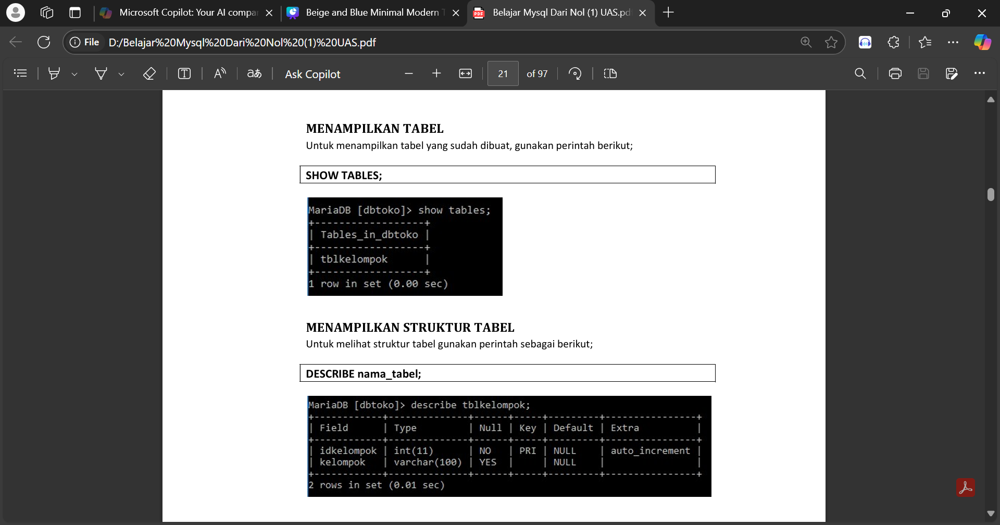 Microsoft Copilot: Your AI compan
Beige and Blue Minimal Modern T
Belajar Mysql Dari Nol (1) UAS.pdf
File D:/Belajar%20Mysql%20Dari%20Nol%20(1)%20UAS.pdf
Ask Copilot
21 of 97
MENAMPILKAN TABEL
Untuk menampilkan tabel yang sudah dibuat, gunakan perintah berikut;
SHOW TABLES;
MariaDB [dbtoko]> show tables;
+------------------+
| Tables_in_dbtoko |
+------------------+
| tblkelompok      |
+------------------+
1 row in set (0.00 sec)
MENAMPILKAN STRUKTUR TABEL
Untuk melihat struktur tabel gunakan perintah sebagai berikut;
DESCRIBE nama_tabel;
MariaDB [dbtoko]> describe tblkelompok;
+------------+--------------+------+-----+---------+----------------+
| Field      | Type         | Null | Key | Default | Extra          |
+------------+--------------+------+-----+---------+----------------+
| idkelompok | int(11)      | NO   | PRI | NULL    | auto_increment |
| kelompok   | varchar(100) | YES  |     | NULL    |                |
+------------+--------------+------+-----+---------+----------------+
2 rows in set (0.01 sec)